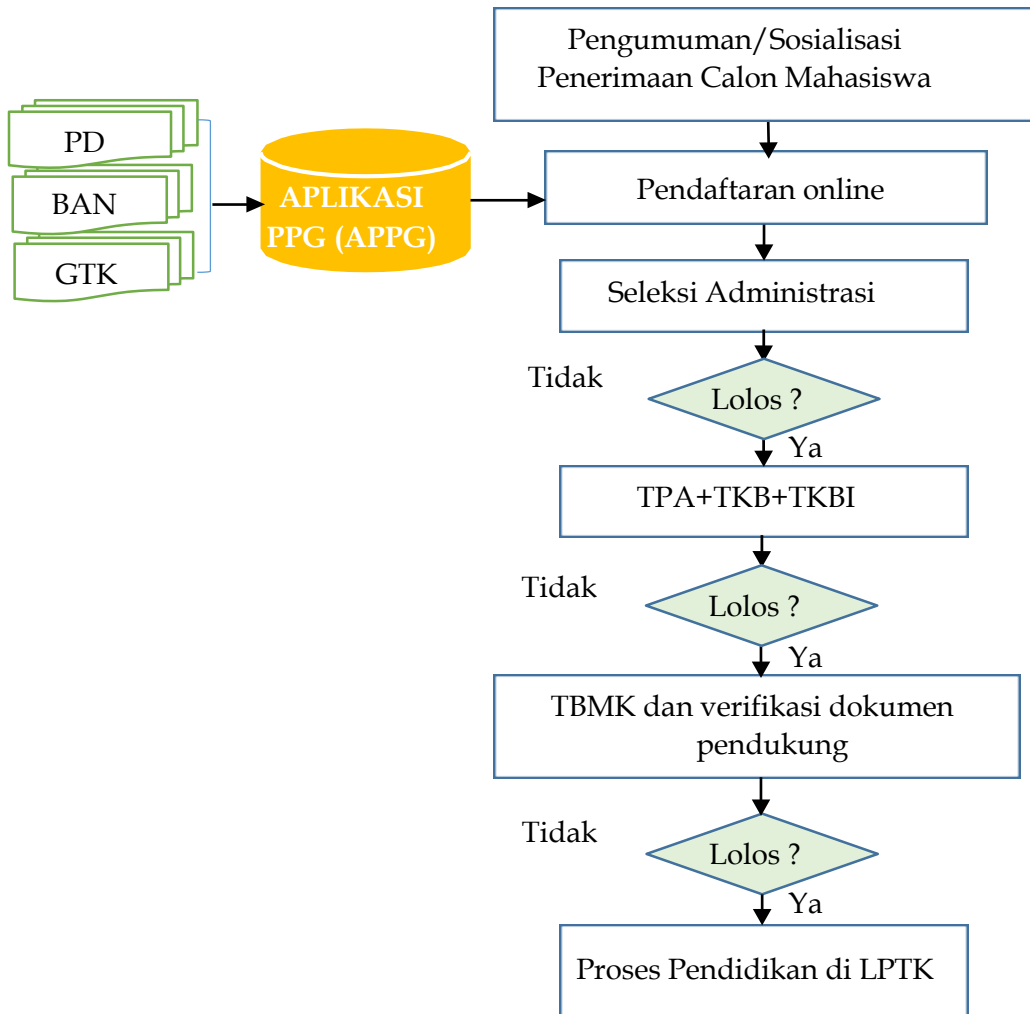 Pengumuman/Sosialisasi
Penerimaan Calon Mahasiswa
PD
BAN
GTK
APLIKASI
PPG (APPG)
Pendaftaran online
Seleksi Administrasi
Tidak
Lolos ?
Ya
TPA+TKB+TKBI
Tidak
Lolos ?
Ya
TBMK dan verifikasi dokumen
pendukung
Tidak
Lolos ?
Ya
Proses Pendidikan di LPTK